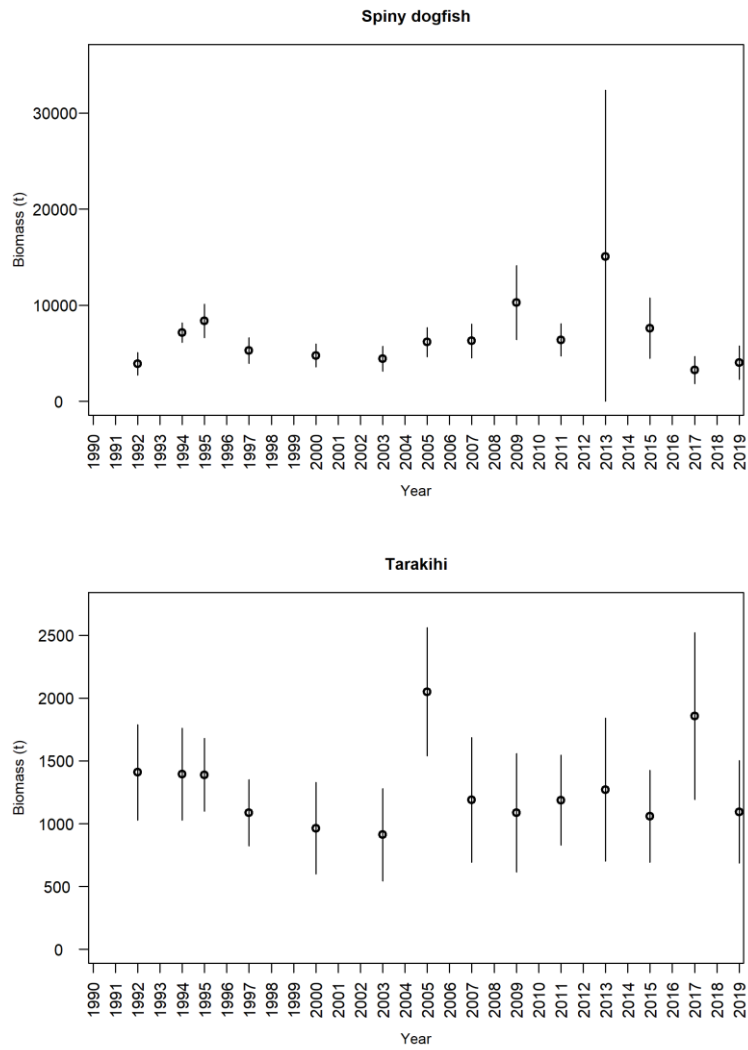 Spiny dogfish
Biomass (t)
30000
20000
10000
0
1990 1991 1992 1993 1994 1995 1996 1997 1998 1999 2000 2001 2002 2003 2004 2005 2006 2007 2008 2009 2010 2011 2012 2013 2014 2015 2016 2017 2018 2019
Year
Tarakihi
Biomass (t)
2500
2000
1500
1000
500
0
1990 1991 1992 1993 1994 1995 1996 1997 1998 1999 2000 2001 2002 2003 2004 2005 2006 2007 2008 2009 2010 2011 2012 2013 2014 2015 2016 2017 2018 2019
Year